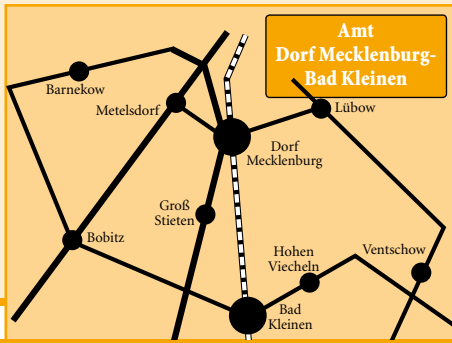 Amt
Dorf Mecklenburg-
Bad Kleinen
Barnekow
Metelsdorf
Lübow
Dorf
Mecklenburg
Groß
Stieten
Bobitz
Hohen
Viecheln
Ventschow
Bad
Kleinen